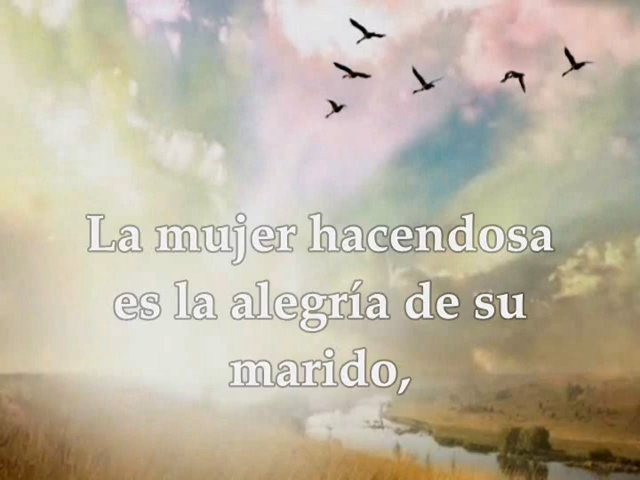 La mujer hacendosa
es la alegría de su
marido,